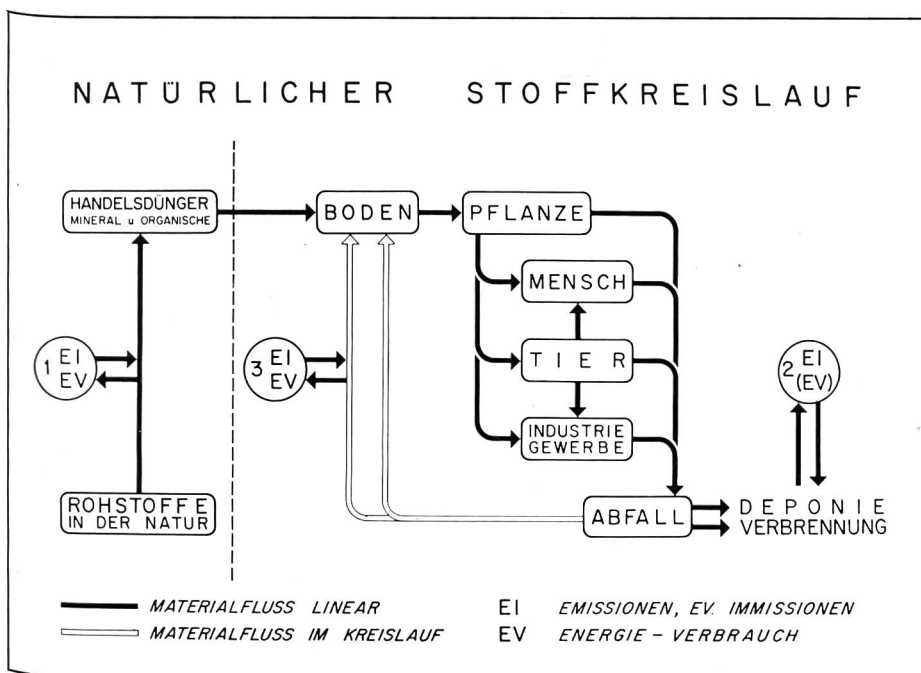 NATÜRLICHER STOFFKREISLAUF
HANDELSDÜNGER
MINERAL. u ORGANISCHE
BODEN
PFLANZE
MENSCH
TIER
INDUSTRIE
GEWERBE
1 EI
EV
3 EI
EV
2 EI
(EV)
ROHSTOFFE
IN DER NATUR
ABFALL
DEPONIE
VERBRENNUNG
MATERIALFLUSS LINEAR
MATERIALFLUSS IM KREISLAUF
EI EMISSIONEN, EV. IMMISSIONEN
EV ENERGIE - VERBRAUCH